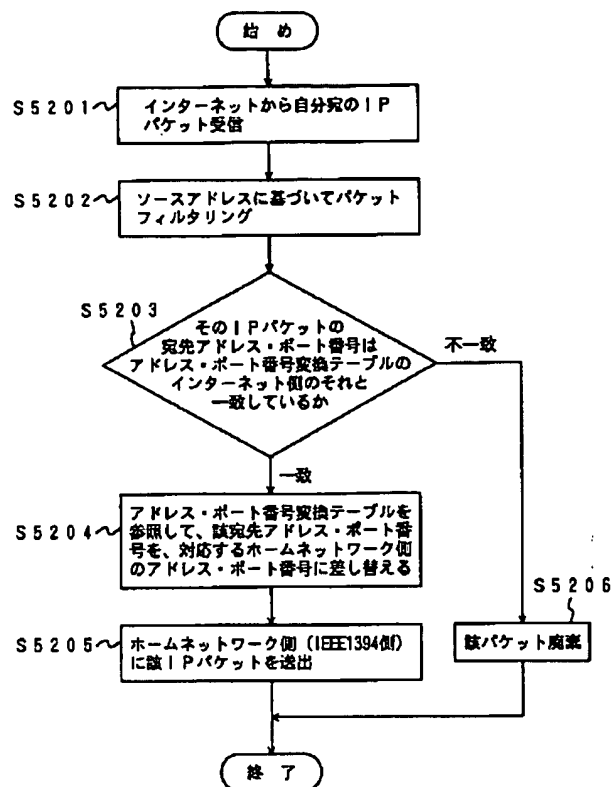 始 め
S5201
インターネットから自分宛のIP
パケット受信
S5202
ソースアドレスに基づいてパケット
フィルタリング
S5203
そのIPパケットの
宛先アドレス・ポート番号は
アドレス・ポート番号変換テーブルの
インターネット側のそれと
一致しているか
不一致
一致
S5204
アドレス・ポート番号変換テーブルを
参照して、該宛先アドレス・ポート番
号を、対応するホームネットワーク側
のアドレス・ポート番号に差し替える
S5205
ホームネットワーク側（IEEE1394側）
に該IPパケットを送出
S5206
該パケット廃棄
終 了